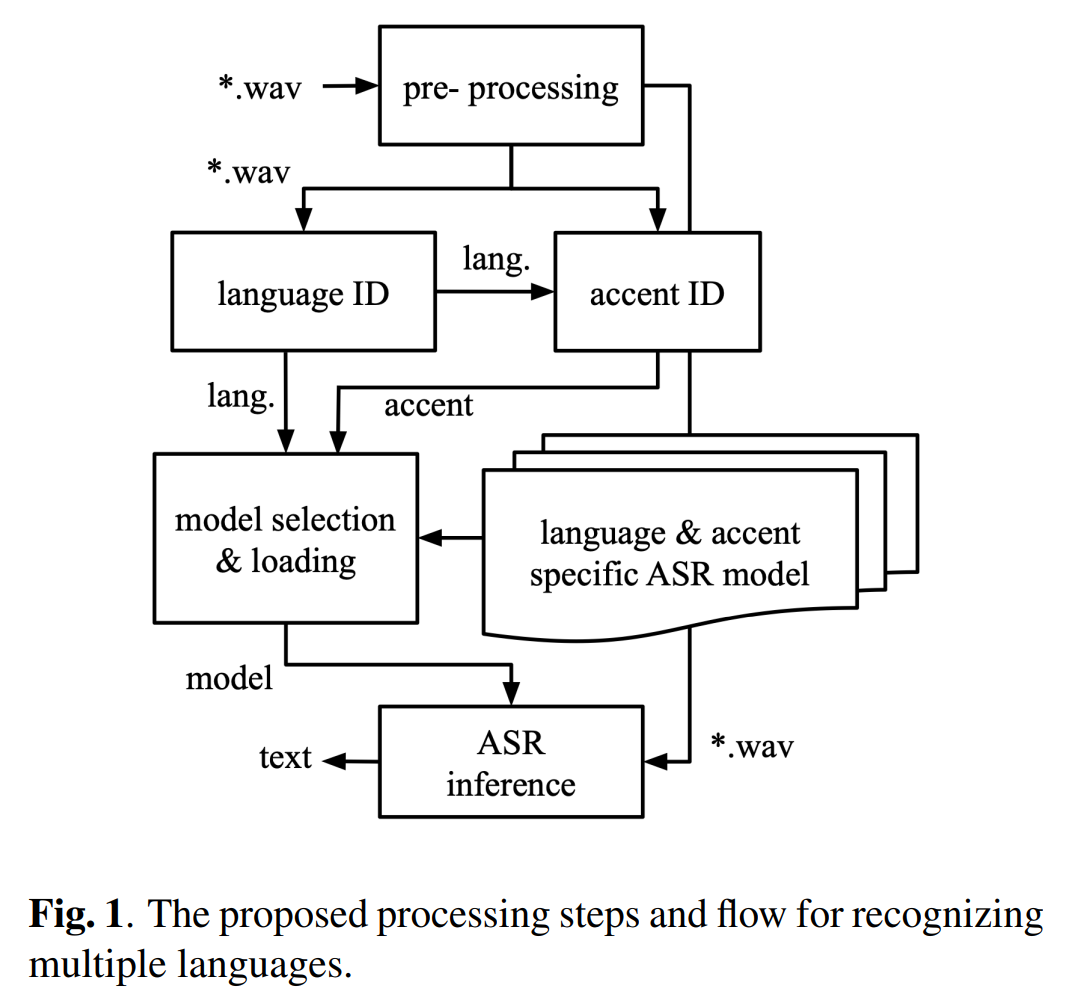 *.wav
pre- processing
*.wav
language ID
lang.
accent ID
lang.
accent
model selection
& loading
language & accent
specific ASR model
model
ASR
inference
text
*.wav
Fig. 1. The proposed processing steps and flow for recognizing
multiple languages.